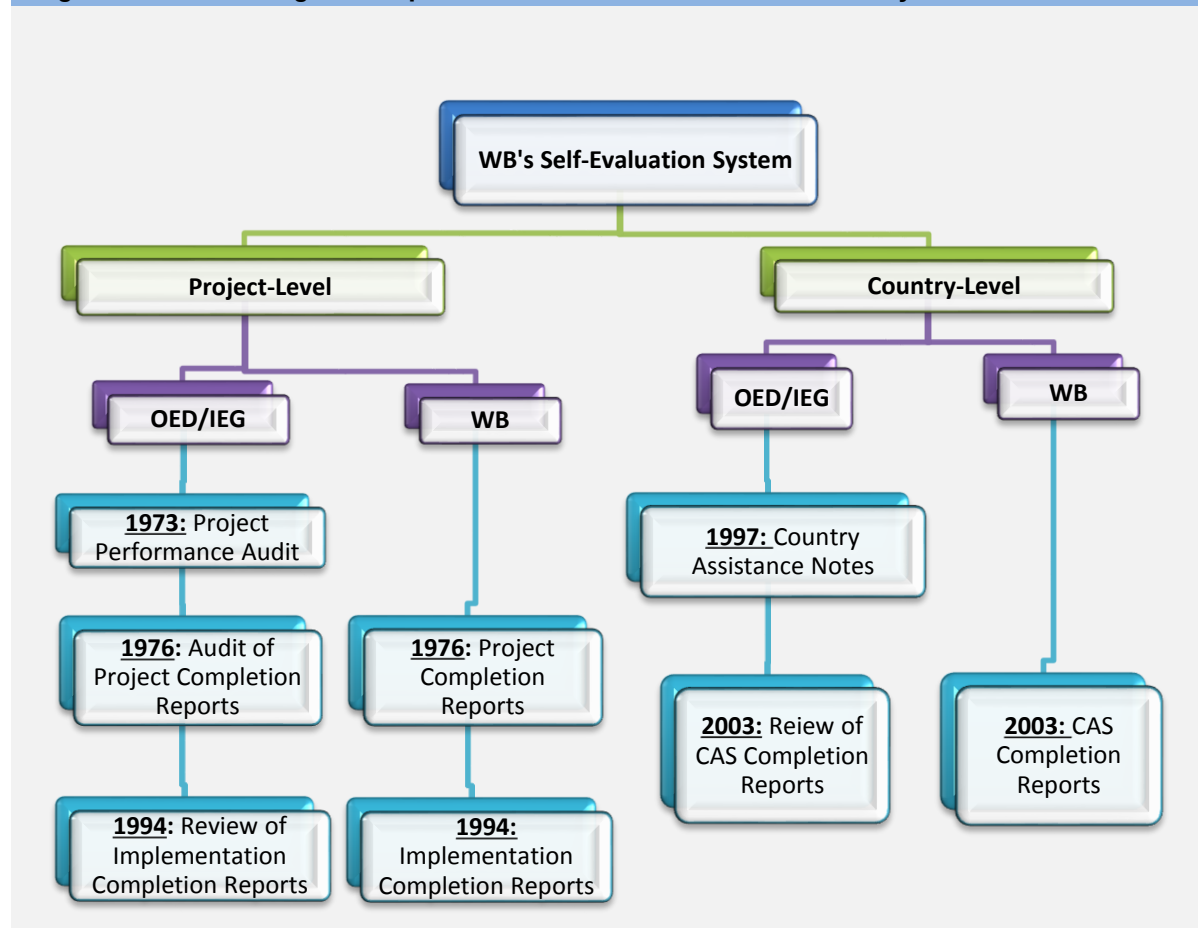 WB's Self-Evaluation System
Project-Level
Country-Level
OED/IEG
WB
OED/IEG
WB
1973: Project
Performance Audit
1976: Audit of
Project Completion
Reports
1994: Review of
Implementation
Completion Reports
1976: Project
Completion
Reports
1994:
Implementation
Completion Reports
1997: Country
Assistance Notes
2003: Reiew of
CAS Completion
Reports
2003: CAS
Completion
Reports